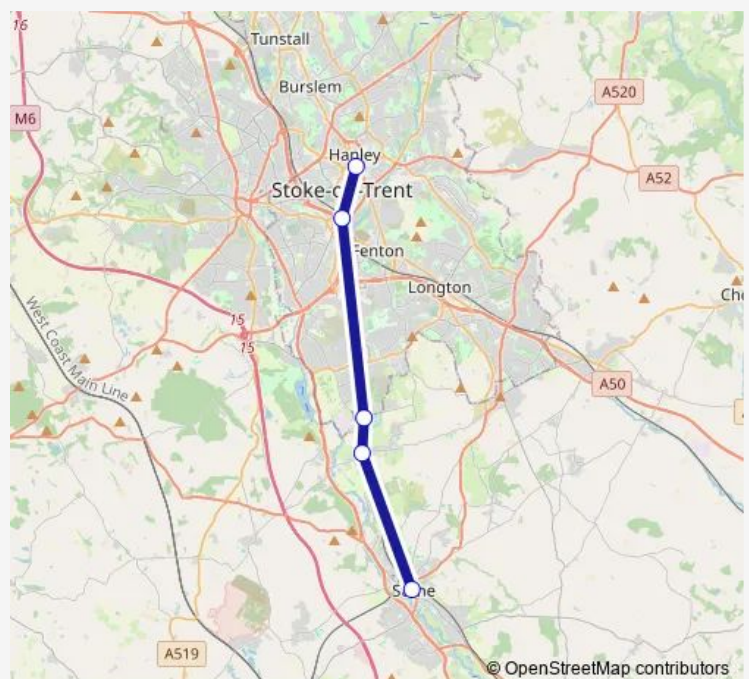 16
Tunstall
Burslem
M6
A520
Hanley
A52
Stoke-on-Trent
Fenton
Longton
15
15
West Coast Main Line
A50
Stone
A519
© OpenStreetMap contributors